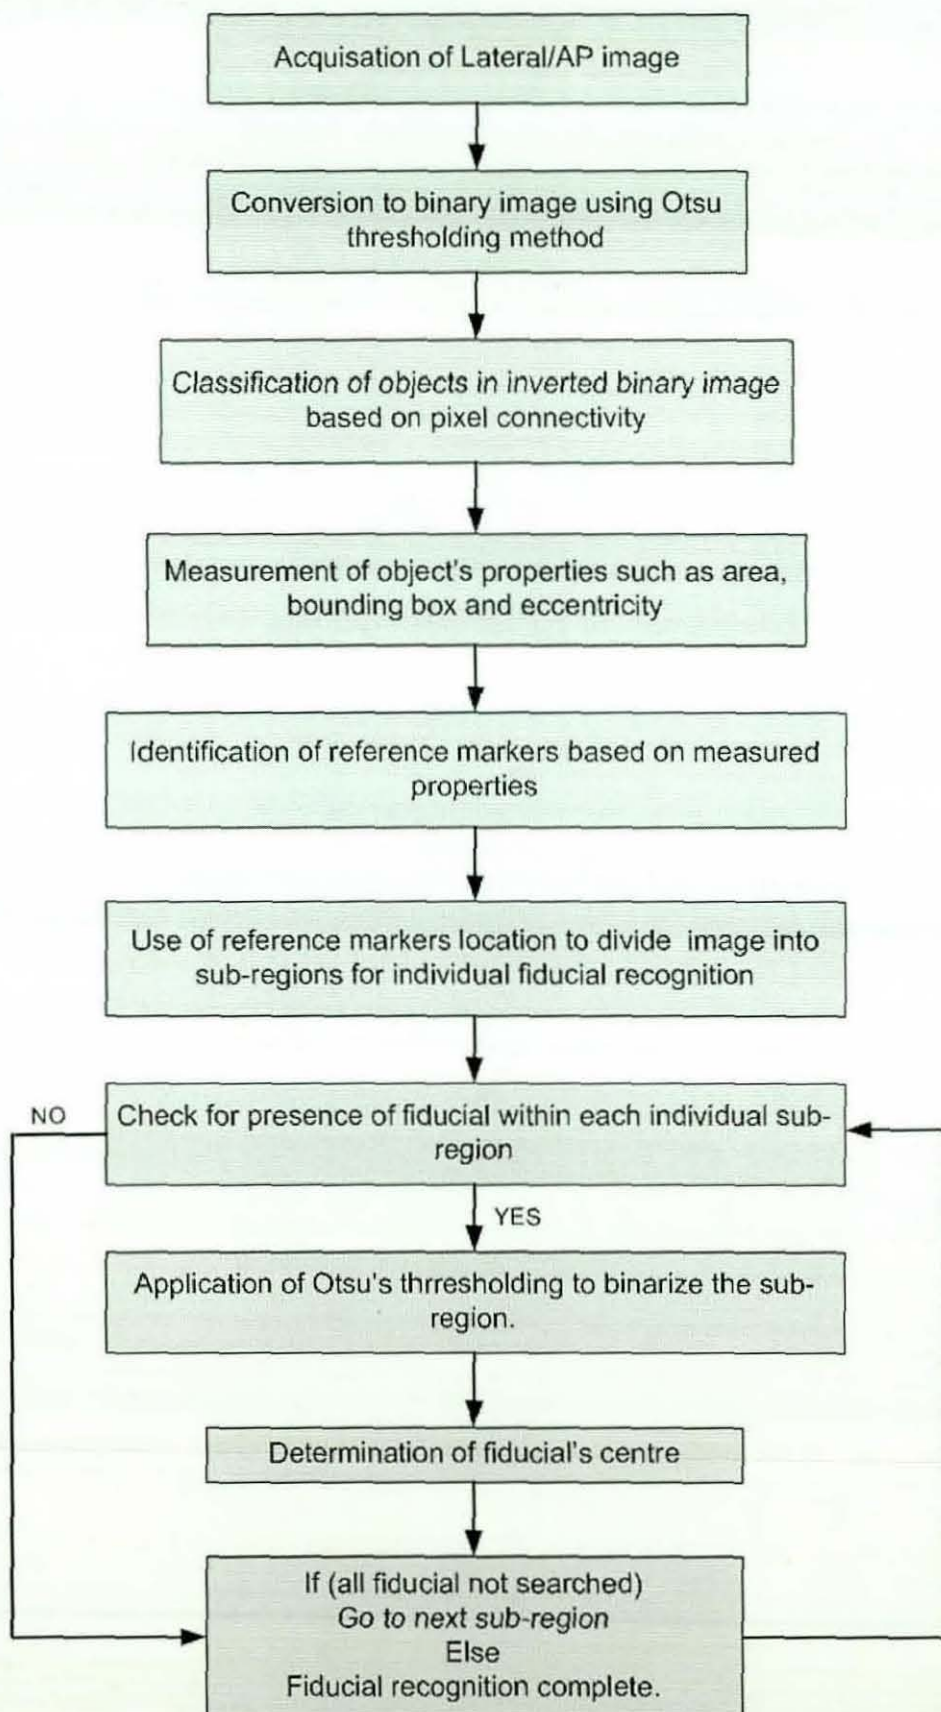 Acquisation of Lateral/AP image
Conversion to binary image using Otsu
thresholding method
Classification of objects in inverted binary image
based on pixel connectivity
Measurement of object's properties such as area,
bounding box and eccentricity
Identification of reference markers based on measured
properties
Use of reference markers location to divide image into
sub-regions for individual fiducial recognition
NO
Check for presence of fiducial within each individual sub-
region
YES
Application of Otsu's thrresholding to binarize the sub-
region.
Determination of fiducial's centre
If (all fiducial not searched)
Go to next sub-region
Else
Fiducial recognition complete.